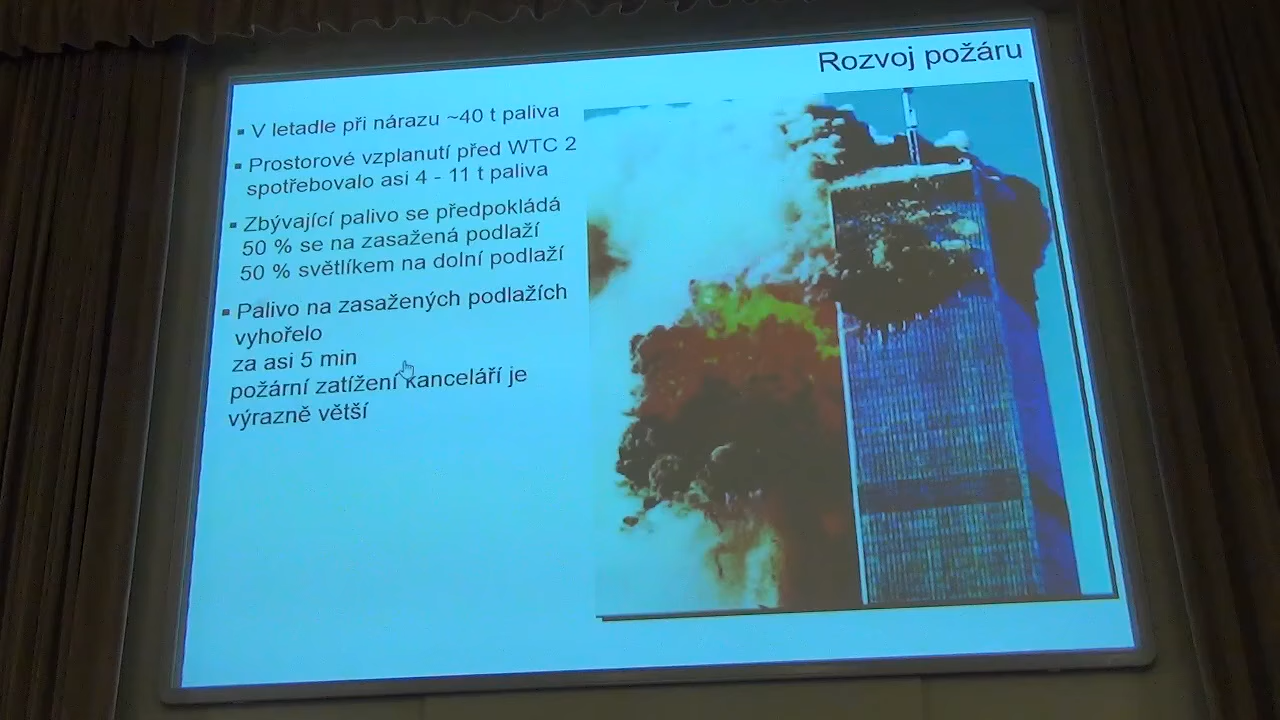 Rozvoj požáru
▪ V letadle při nárazu ~40 t paliva
▪ Prostorové vzplanutí před WTC 2
spotřebovalo asi 4 - 11 t paliva
▪ Zbývající palivo se předpokládá
50 % se na zasažená podlaží
50 % světlíkem na dolní podlaží
▪ Palivo na zasažených podlažích
vyhořelo
za asi 5 min
požární zatížení kanceláří je
výrazně větší